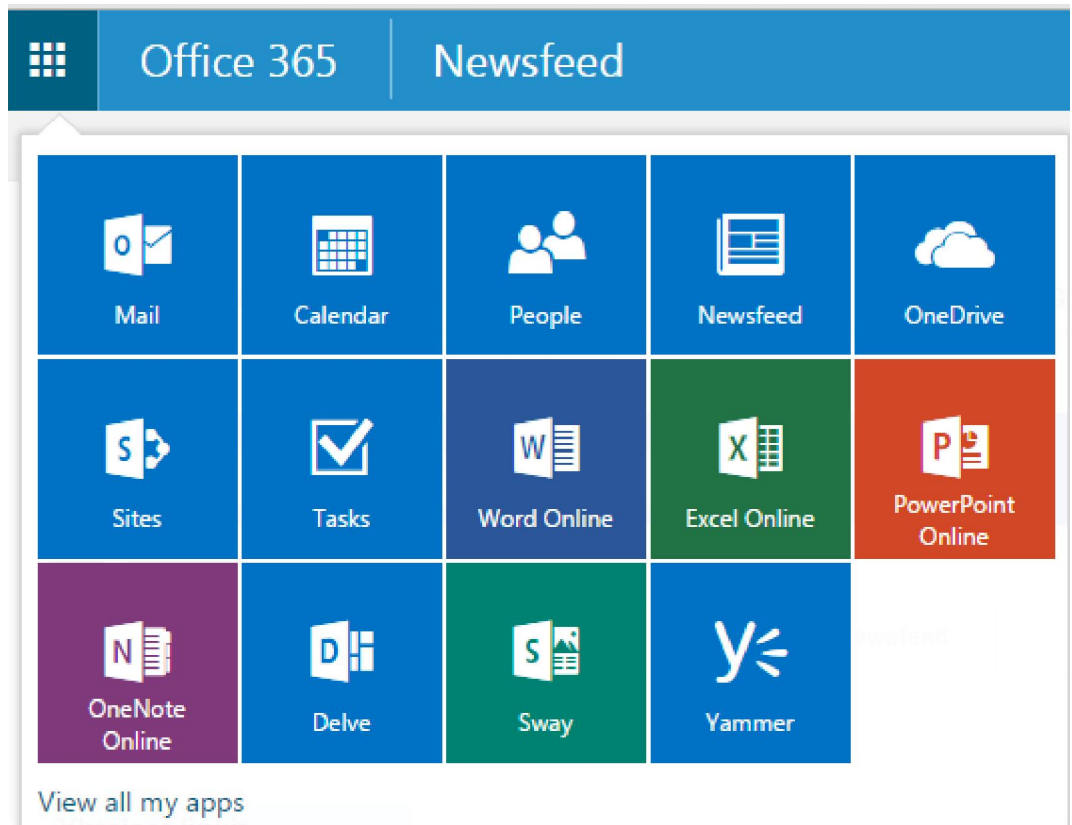 Office 365 Newsfeed
Mail Calendar People Newsfeed OneDrive
Sites Tasks Word Online Excel Online PowerPoint
Online
OneNote
Online Delve Sway Yammer
View all my apps